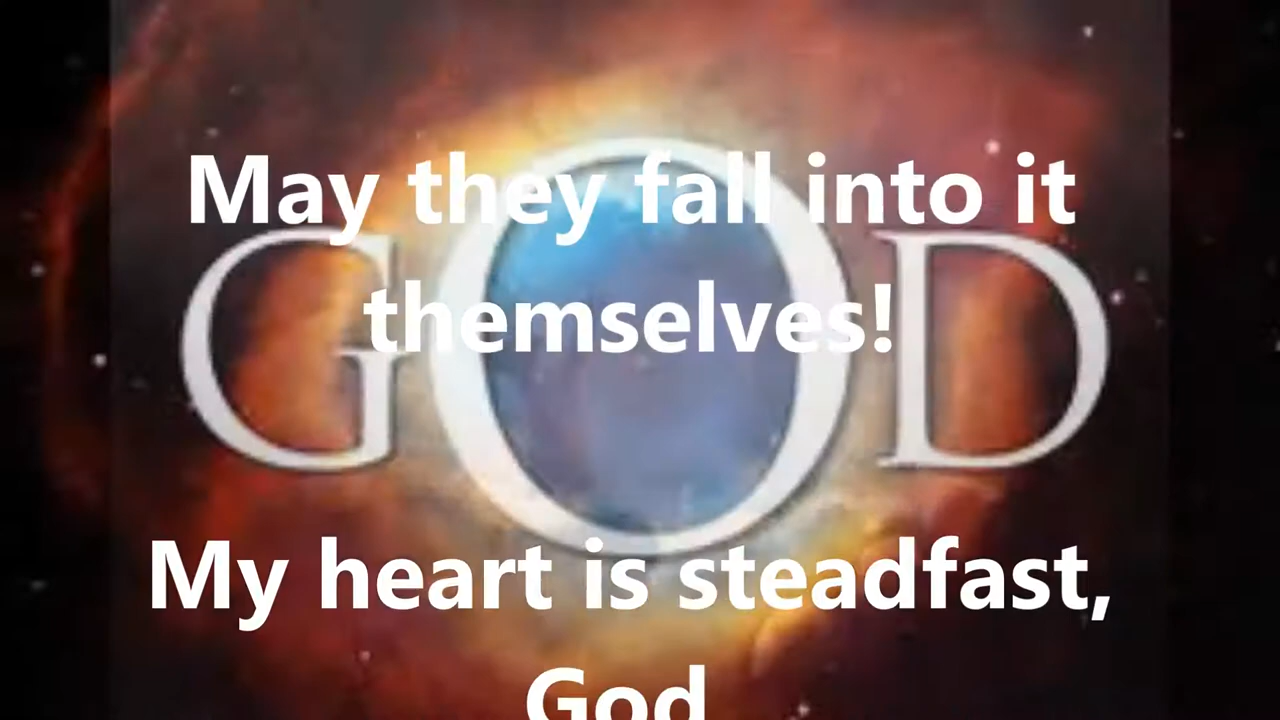 May they fall into it
themselves!
GOD
My heart is steadfast,
God